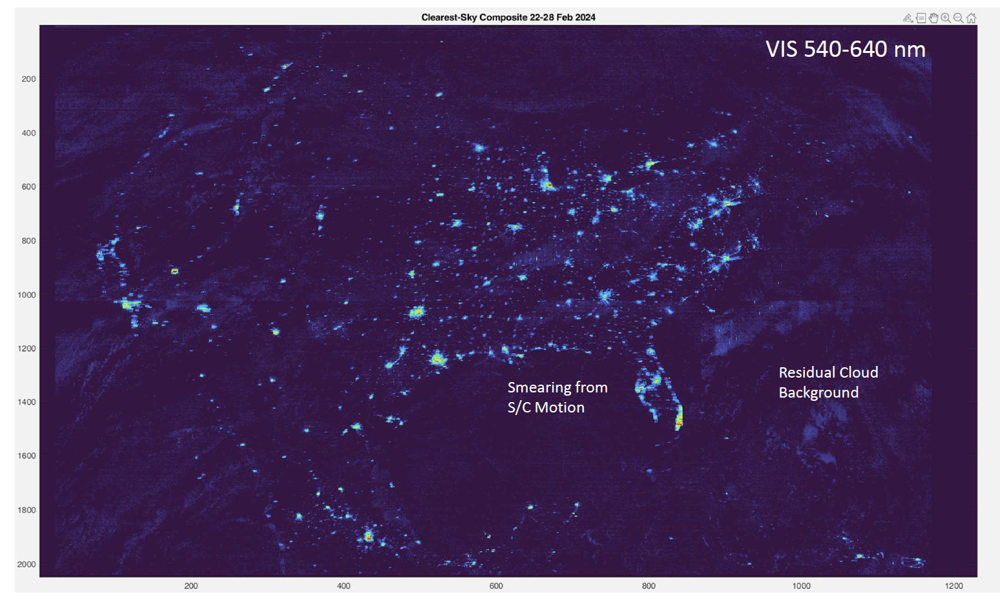 Clearest-Sky Composite 22-28 Feb 2024
VIS 540-640 nm
200
400
600
800
1000
1200
1400
1600
1800
2000
Smearing from
S/C Motion
Residual Cloud
Background
200
400
600
800
1000
1200